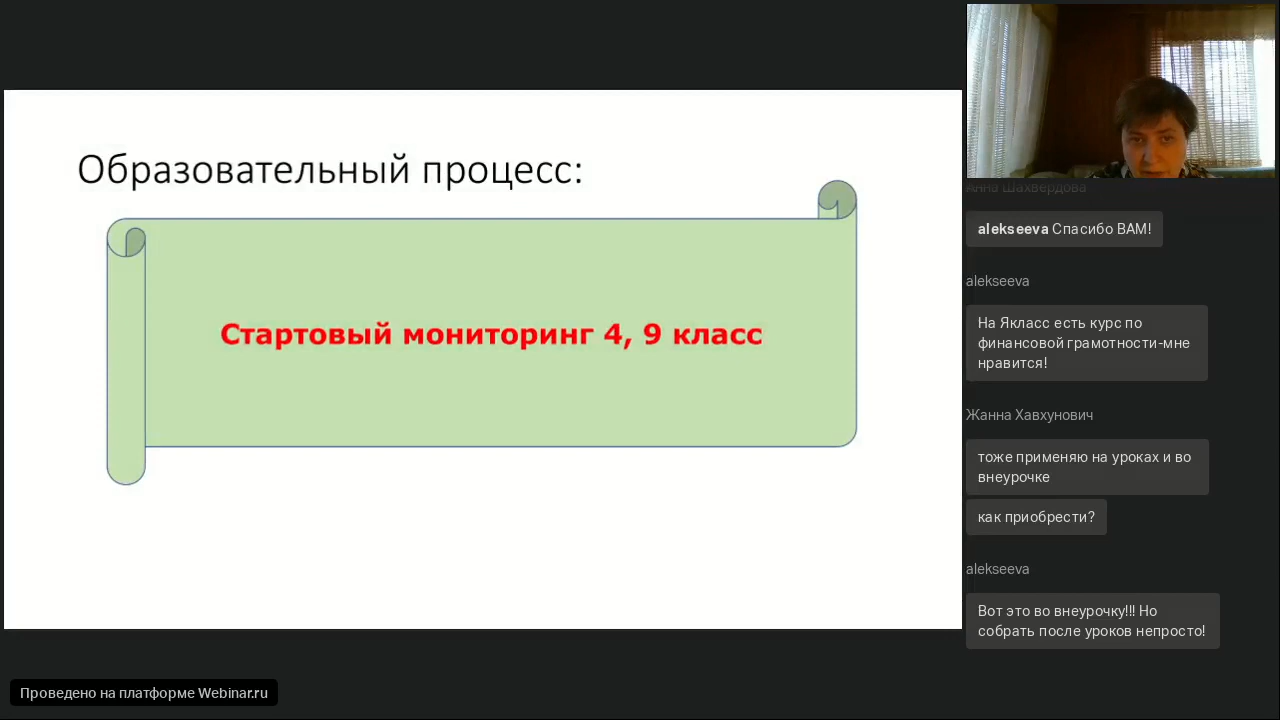 Образовательный процесс:
Стартовый мониторинг 4, 9 класс
Анна Шахвердова
alekseeva Спасибо ВАМ!
alekseeva
На Якласс есть курс по
финансовой грамотности-мне
нравится!
Жанна Хавхунович
тоже применяю на уроках и во
внеурочке
как приобрести?
alekseeva
Вот это во внеурочку!!! Но
собрать после уроков непросто!
Проведено на платформе Webinar.ru